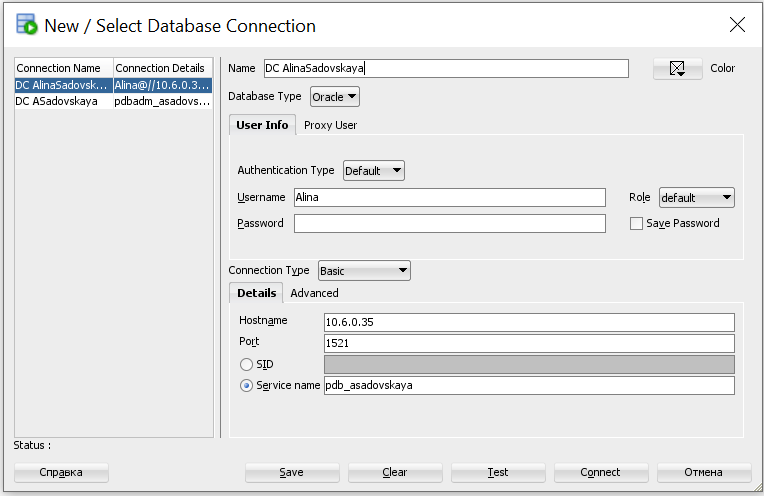 New / Select Database Connection
Connection Name Connection Details
DC AlinaSadovsk... Alina@//10.6.0.3...
DC ASadovskaya pdbadm_asadovs...
Name DC AlinaSadovskaya Color
Database Type Oracle
User Info Proxy User
Authentication Type Default
Username Alina Role default
Password Save Password
Connection Type Basic
Details Advanced
Hostname 10.6.0.35
Port 1521
SID
Service name pdb_asadovskaya
Status :
Справка Save Clear Test Connect Отмена